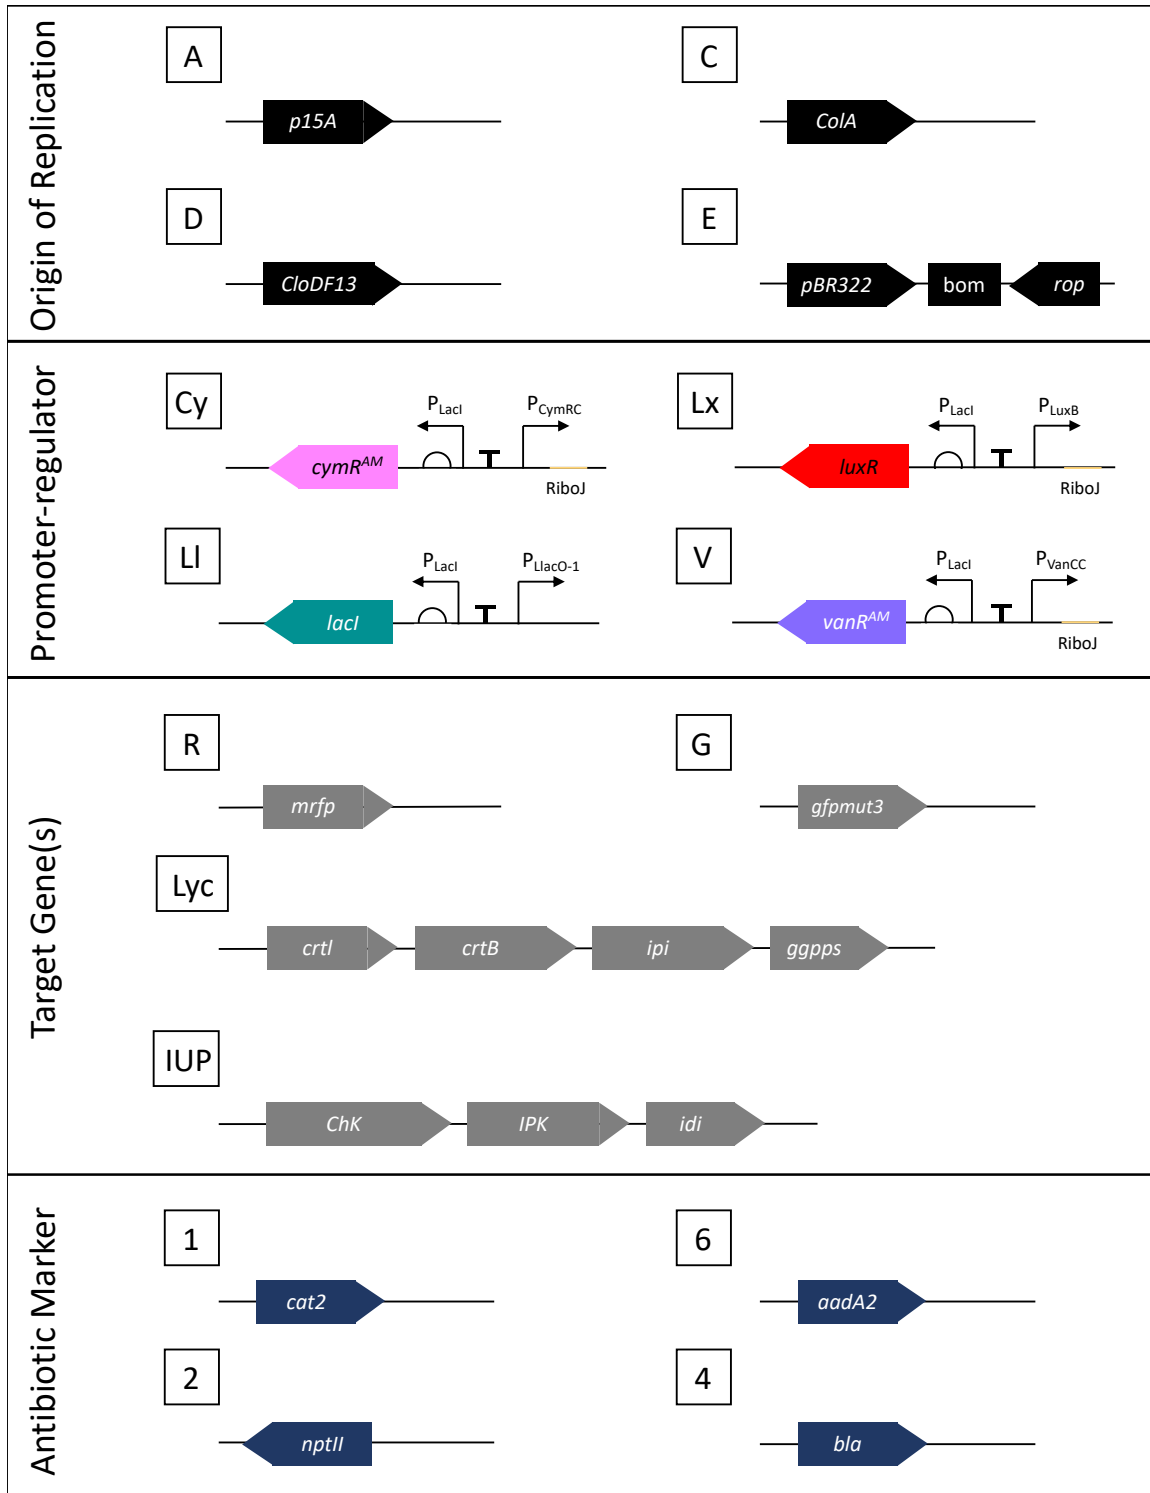 Origin of Replication
A
C
p15A
ColA
D
E
CloDF13
pBR322
bom
rop
Promoter-regulator
Cy
Lx
PLacI
PCymRC
PLacI
PLuxB
cymRAM
luxR
RiboJ
RiboJ
Ll
V
PLacI
PLlacO-1
PLacI
PVanCC
lacI
vanRAM
RiboJ
Target Gene(s)
R
G
mrfp
gfpmut3
Lyc
crtI
crtB
ipi
ggpps
IUP
ChK
IPK
idi
Antibiotic Marker
1
6
cat2
aadA2
2
4
nptII
bla